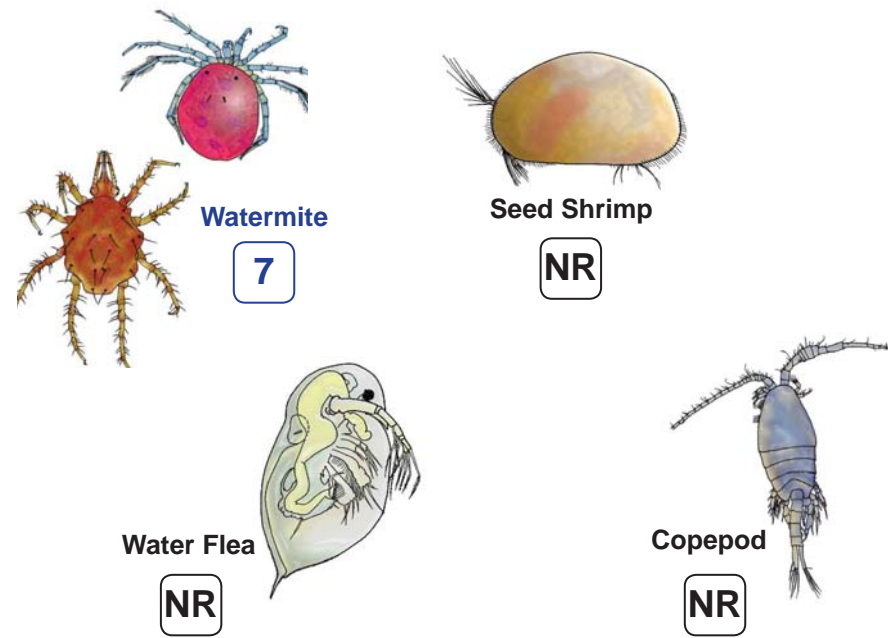 Watermite
7
Seed Shrimp
NR
Water Flea
NR
Copepod
NR